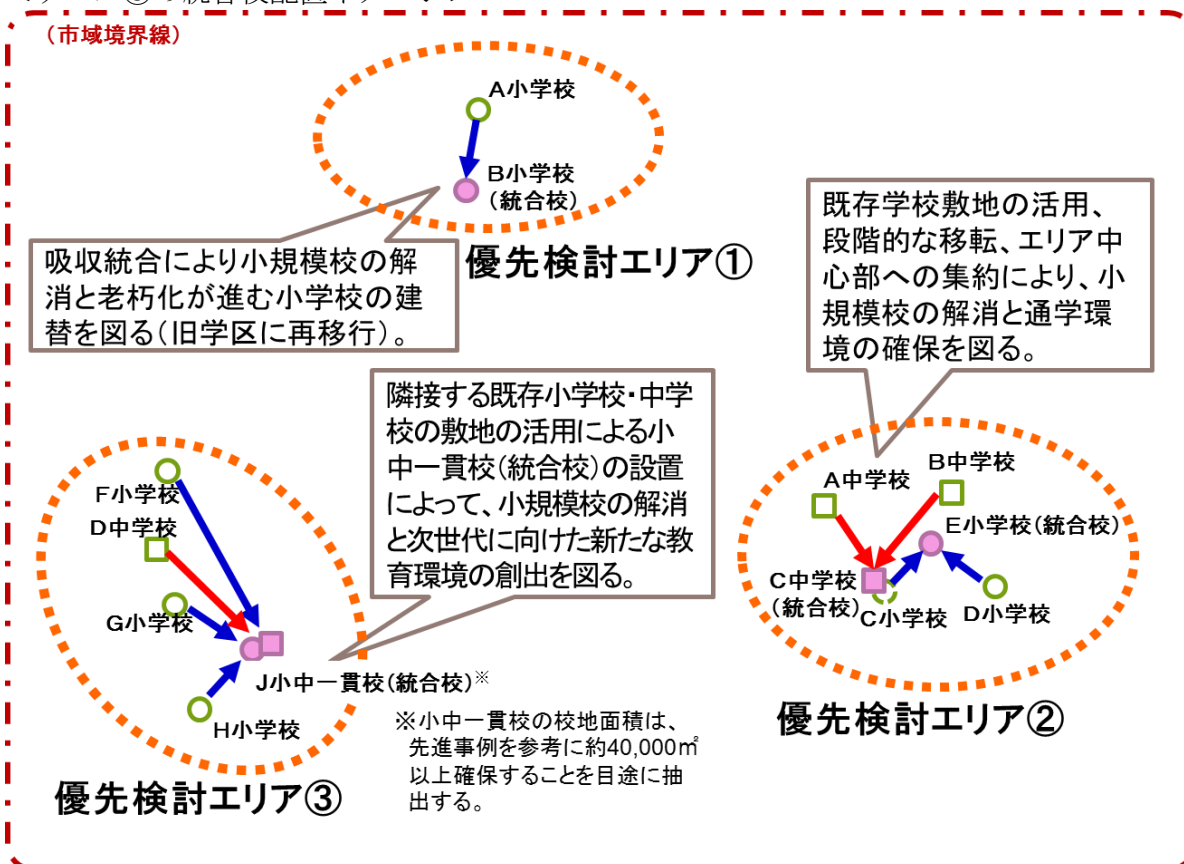 (市域境界線)
A小学校
B小学校
(統合校)
優先検討エリア①
吸収統合により小規模校の解
消と老朽化が進む小学校の建
替を図る(旧学区に再移行)。
既存学校敷地の活用、
段階的な移転、エリア中
心部への集約により、小
規模校の解消と通学環
境の確保を図る。
隣接する既存小学校・中学
校の敷地の活用による小
中一貫校(統合校)の設置
によって、小規模校の解消
と次世代に向けた新たな教
育環境の創出を図る。
A中学校
B中学校
E小学校(統合校)
C中学校
(統合校)
C小学校
D小学校
優先検討エリア②
F小学校
D中学校
G小学校
J小中一貫校(統合校)※
H小学校
※小中一貫校の校地面積は、
先進事例を参考に約40,000㎡
以上確保することを目途に抽
出する。
優先検討エリア③